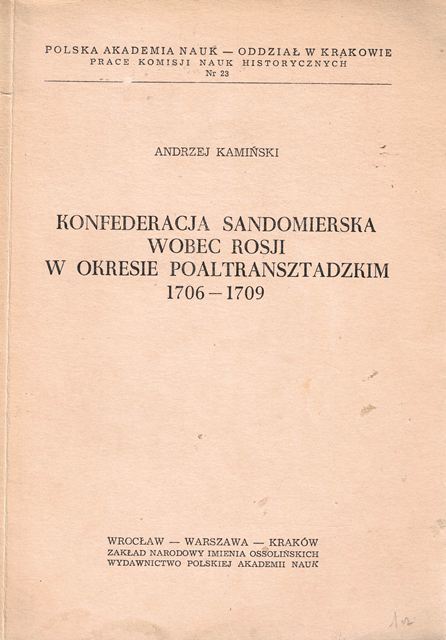 POLSKA AKADEMIA NAUK — ODDZIAŁ W KRAKOWIE
PRACE KOMISJI NAUK HISTORYCZNYCH
Nr 23
ANDRZEJ KAMIŃSKI
KONFEDERACJA SANDOMIERSKA
WOBEC ROSJI
W OKRESIE POALTRANSZTADZKIM
1706 — 1709
WROCŁAW — WARSZAWA — KRAKÓW
ZAKŁAD NARODOWY IMIENIA OSSOLIŃSKICH
WYDAWNICTWO POLSKIEJ AKADEMII NAUK